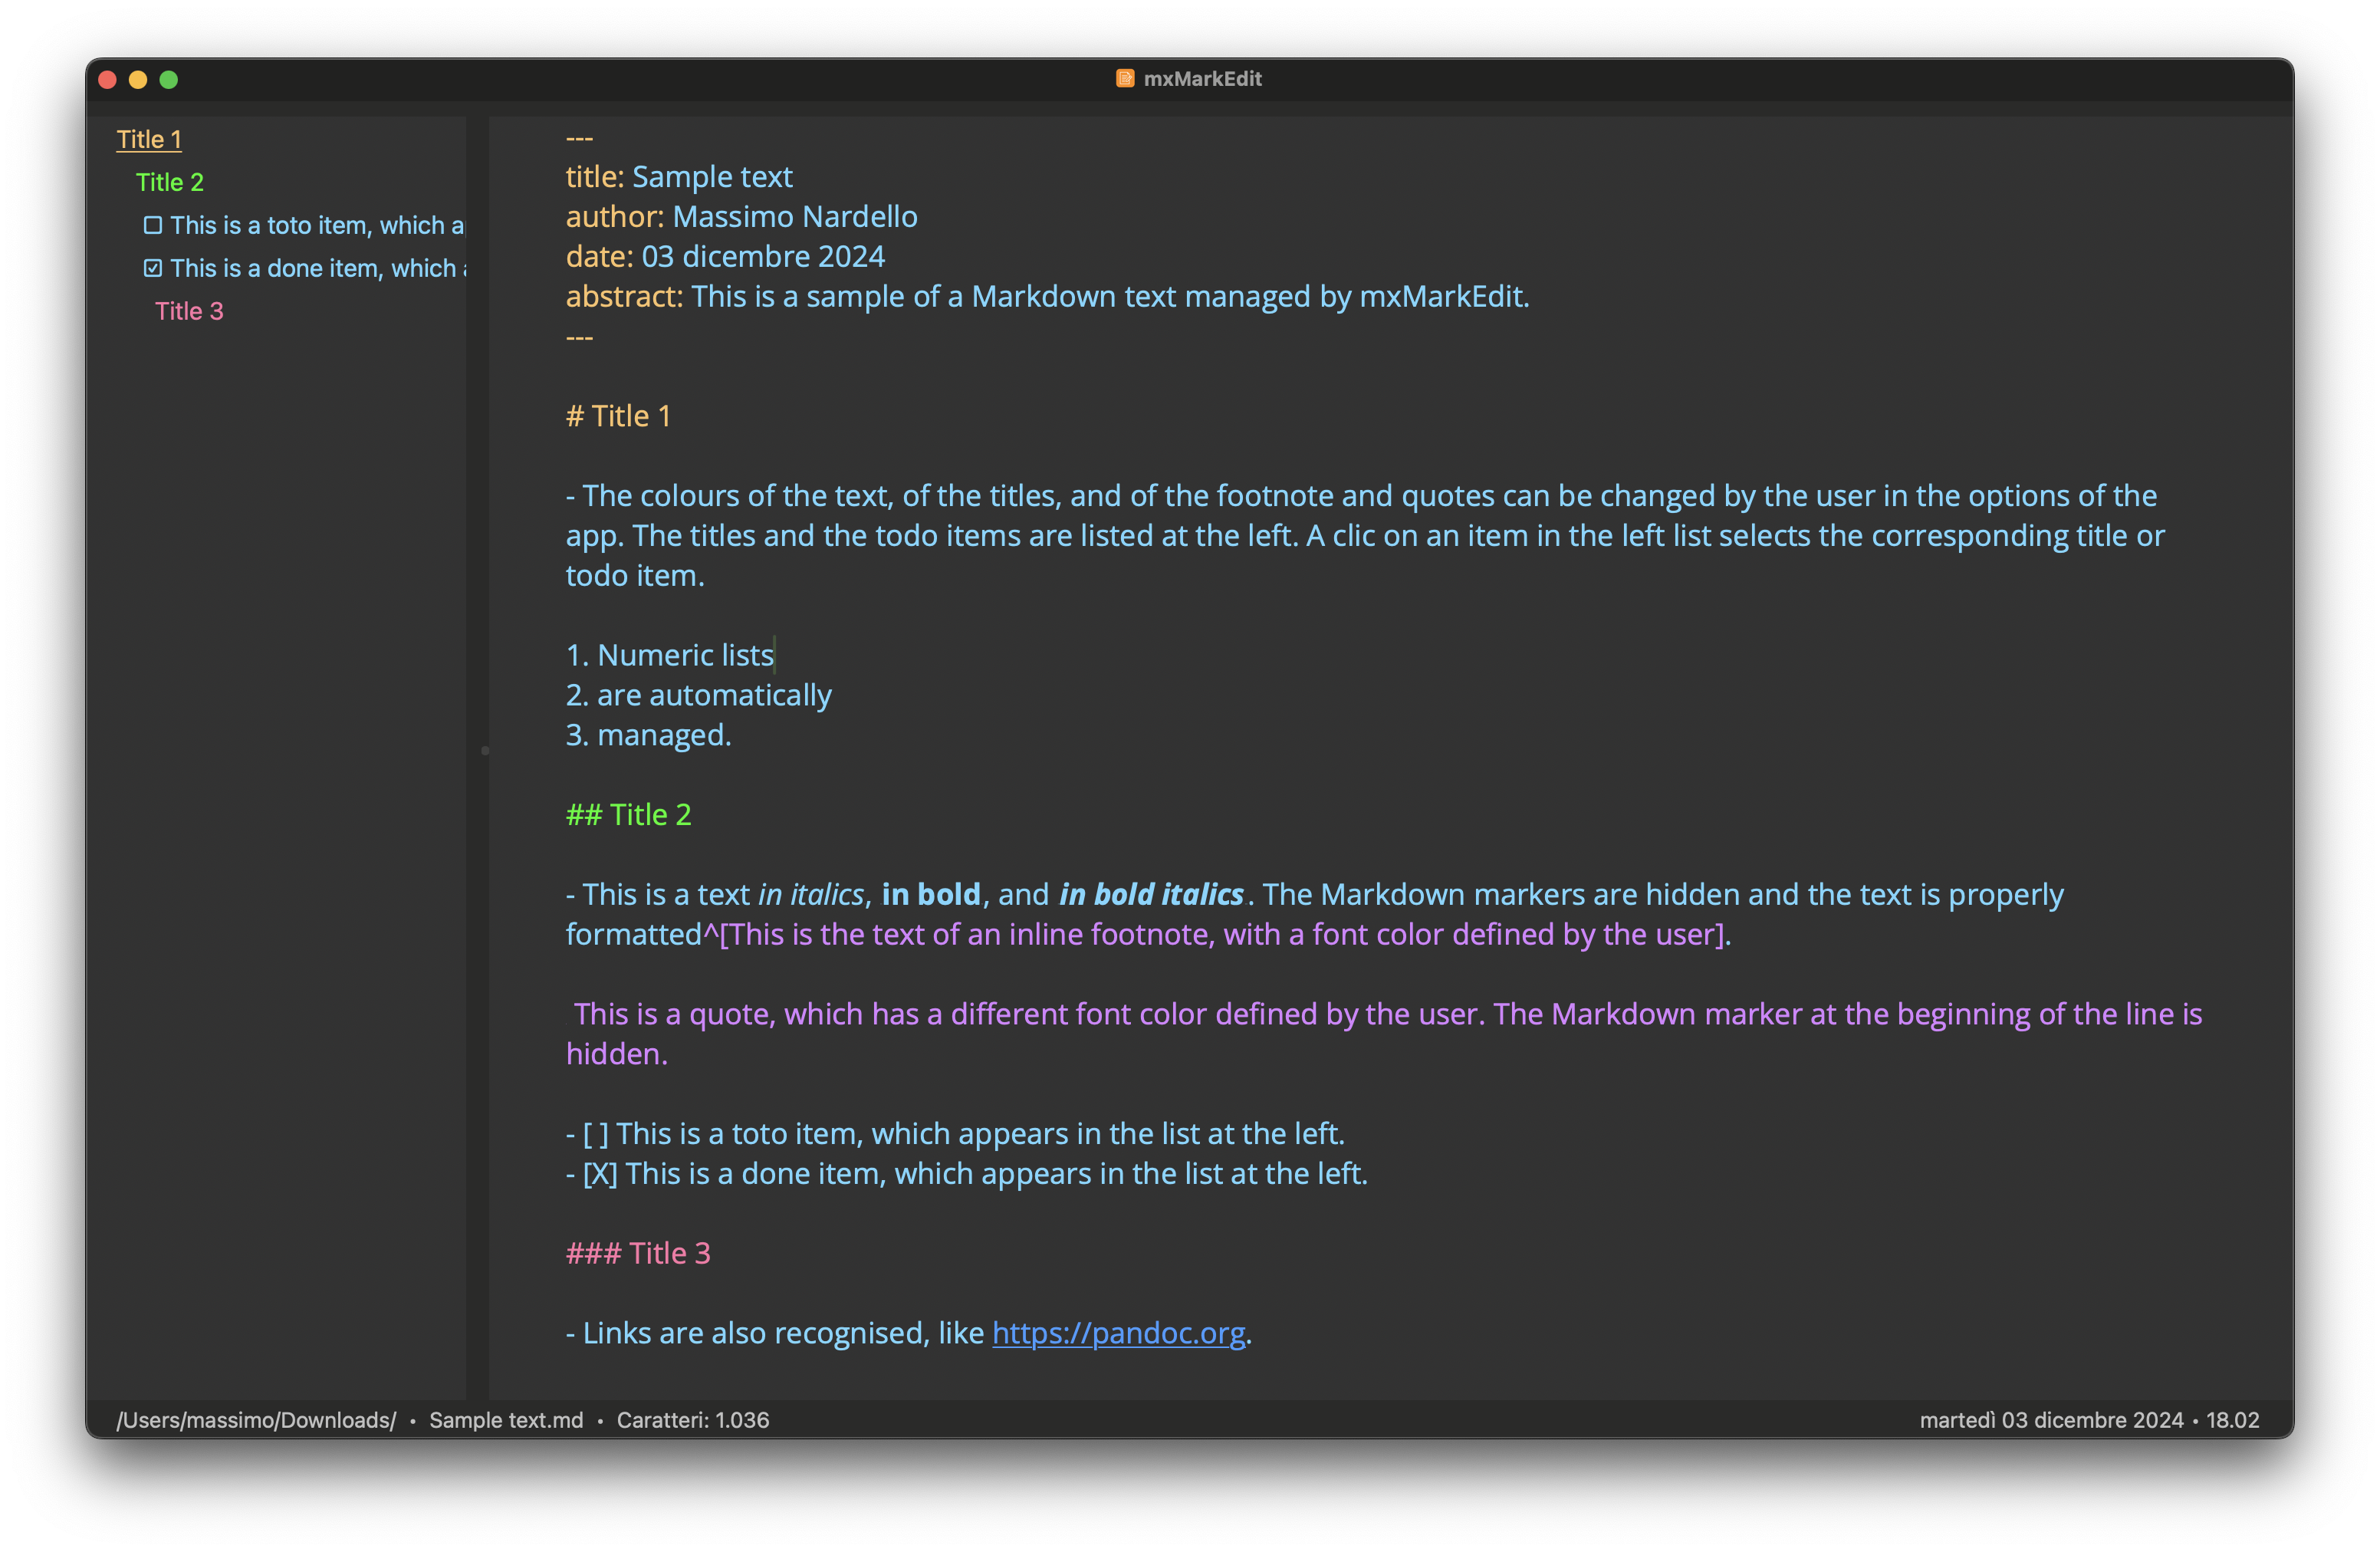 mxMarkEdit
Title 1
Title 2
This is a toto item, which a
This is a done item, which
Title 3
---
title: Sample text
author: Massimo Nardello
date: 03 dicembre 2024
abstract: This is a sample of a Markdown text managed by mxMarkEdit.
---
# Title 1
- The colours of the text, of the titles, and of the footnote and quotes can be changed by the user in the options of the
app. The titles and the todo items are listed at the left. A clic on an item in the left list selects the corresponding title or
todo item.
1. Numeric lists
2. are automatically
3. managed.
## Title 2
- This is a text in italics, in bold, and in bold italics. The Markdown markers are hidden and the text is properly
formatted^[This is the text of an inline footnote, with a font color defined by the user].
This is a quote, which has a different font color defined by the user. The Markdown marker at the beginning of the line is
hidden.
- [ ] This is a toto item, which appears in the list at the left.
- [X] This is a done item, which appears in the list at the left.
### Title 3
- Links are also recognised, like https://pandoc.org.
/Users/massimo/Downloads/ • Sample text.md • Caratteri: 1.036
martedì 03 dicembre 2024 • 18.02